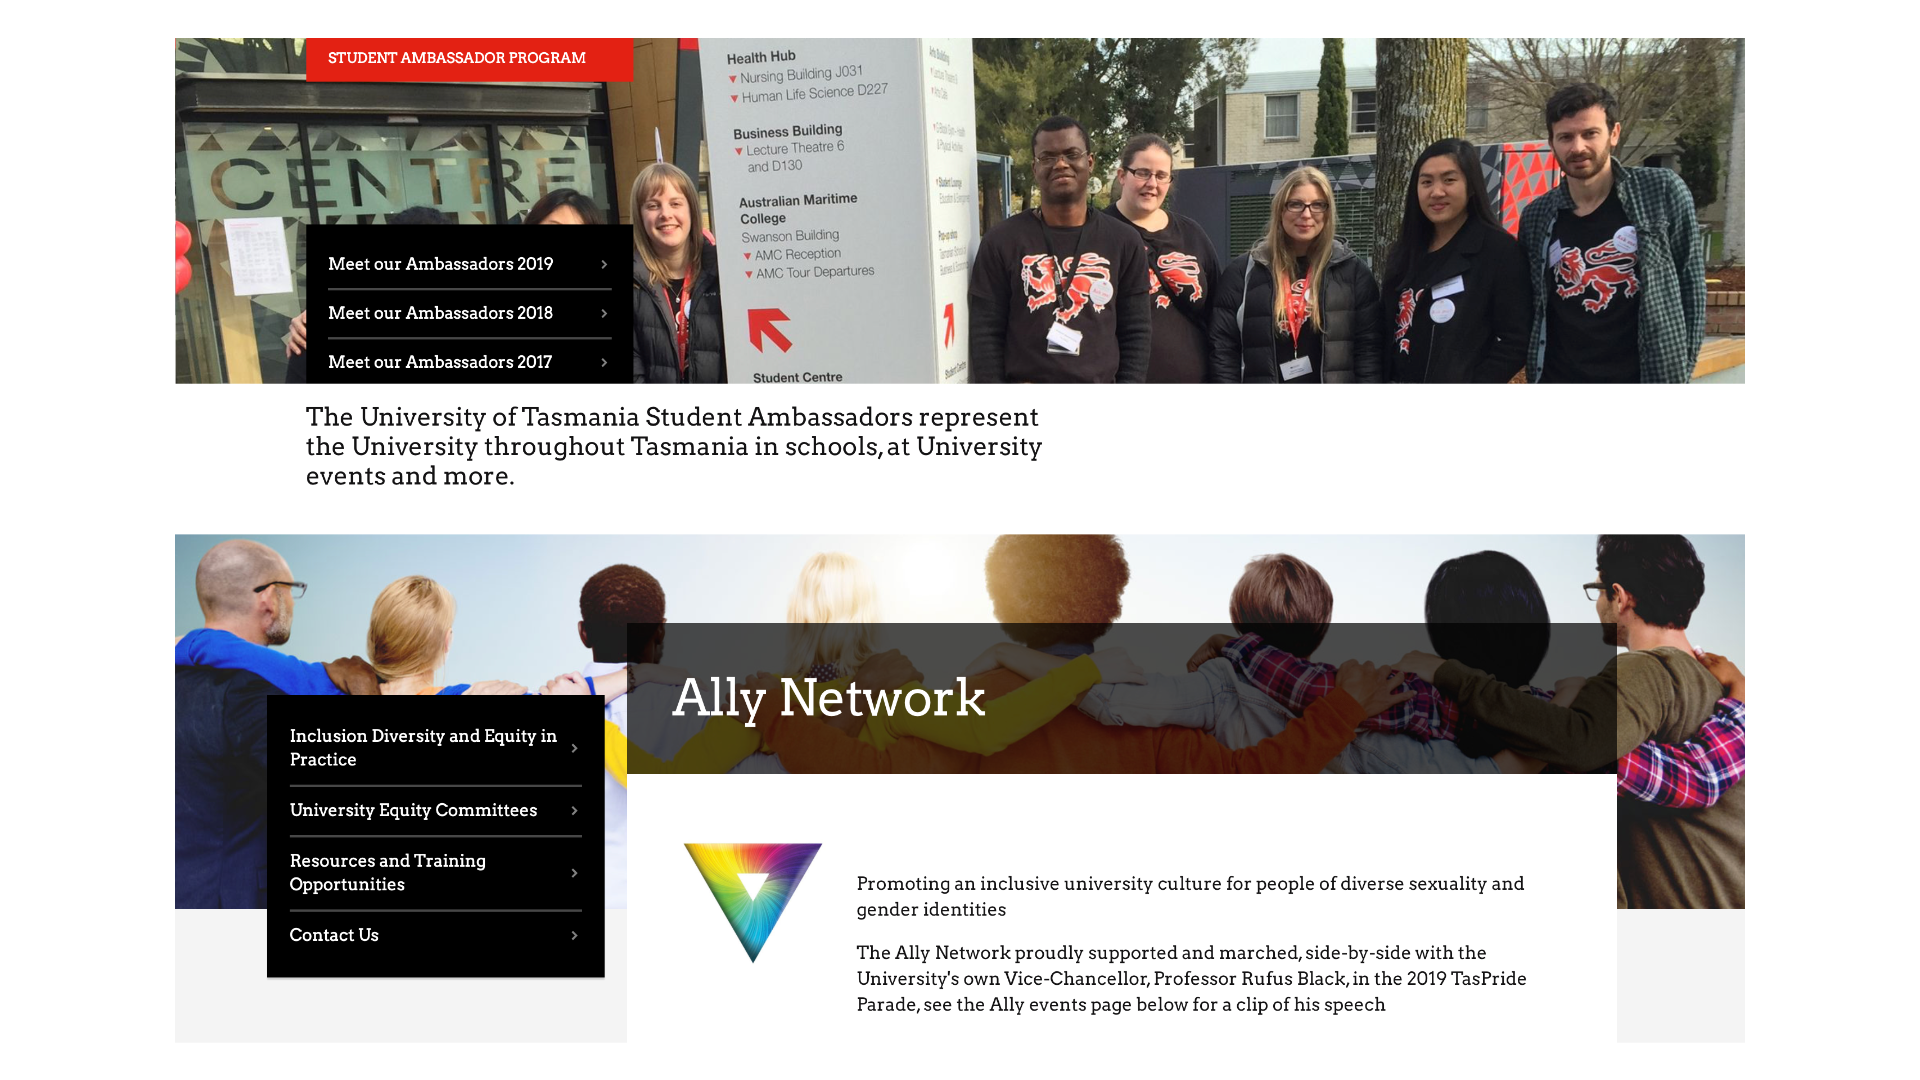 STUDENT AMBASSADOR PROGRAM
CENTRE
Health Hub
Nursing Building J031
Human Life Science D227
Business Building
Lecture Theatre 6
and D130
Australian Maritime
College
Swanson Building
AMC Reception
AMC Tour Departures
Student Centre
Meet our Ambassadors 2019
Meet our Ambassadors 2018
Meet our Ambassadors 2017
The University of Tasmania Student Ambassadors represent
the University throughout Tasmania in schools, at University
events and more.
Ally Network
Inclusion Diversity and Equity in
Practice
University Equity Committees
Resources and Training
Opportunities
Contact Us
Promoting an inclusive university culture for people of diverse sexuality and
gender identities
The Ally Network proudly supported and marched, side-by-side with the
University's own Vice-Chancellor, Professor Rufus Black, in the 2019 TasPride
Parade, see the Ally events page below for a clip of his speech